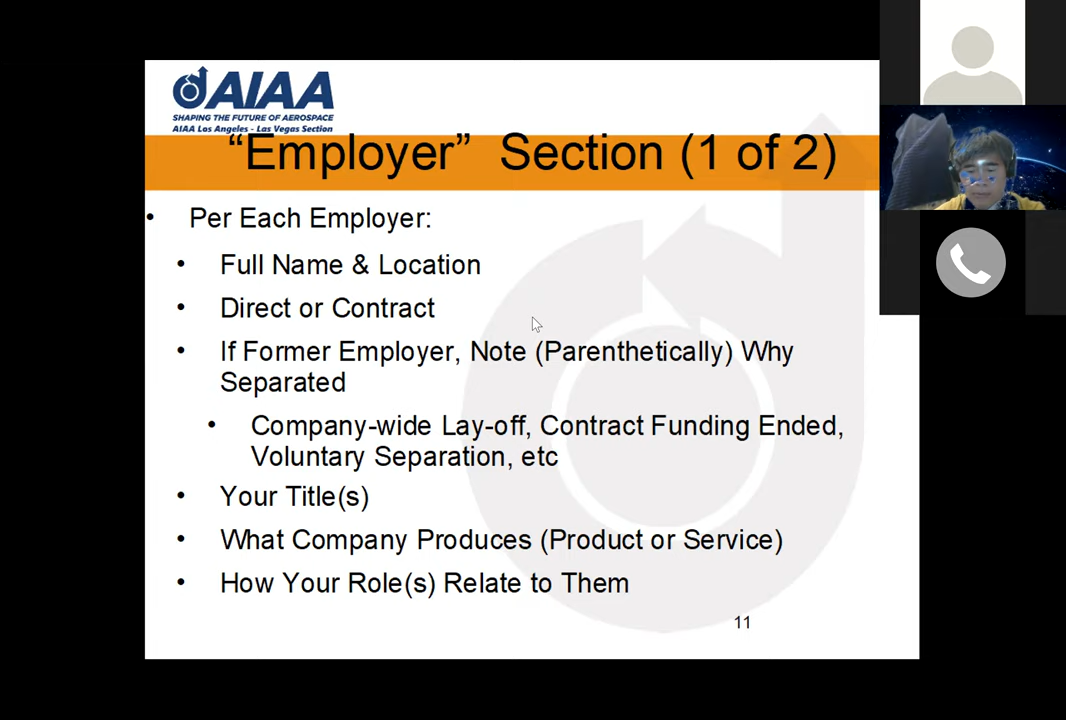 AIAA
SHAPING THE FUTURE OF AEROSPACE
AIAA Los Angeles - Las Vegas Section
“Employer” Section (1 of 2)
• Per Each Employer:
• Full Name & Location
• Direct or Contract
• If Former Employer, Note (Parenthetically) Why
Separated
• Company-wide Lay-off, Contract Funding Ended,
Voluntary Separation, etc
• Your Title(s)
• What Company Produces (Product or Service)
• How Your Role(s) Relate to Them
11